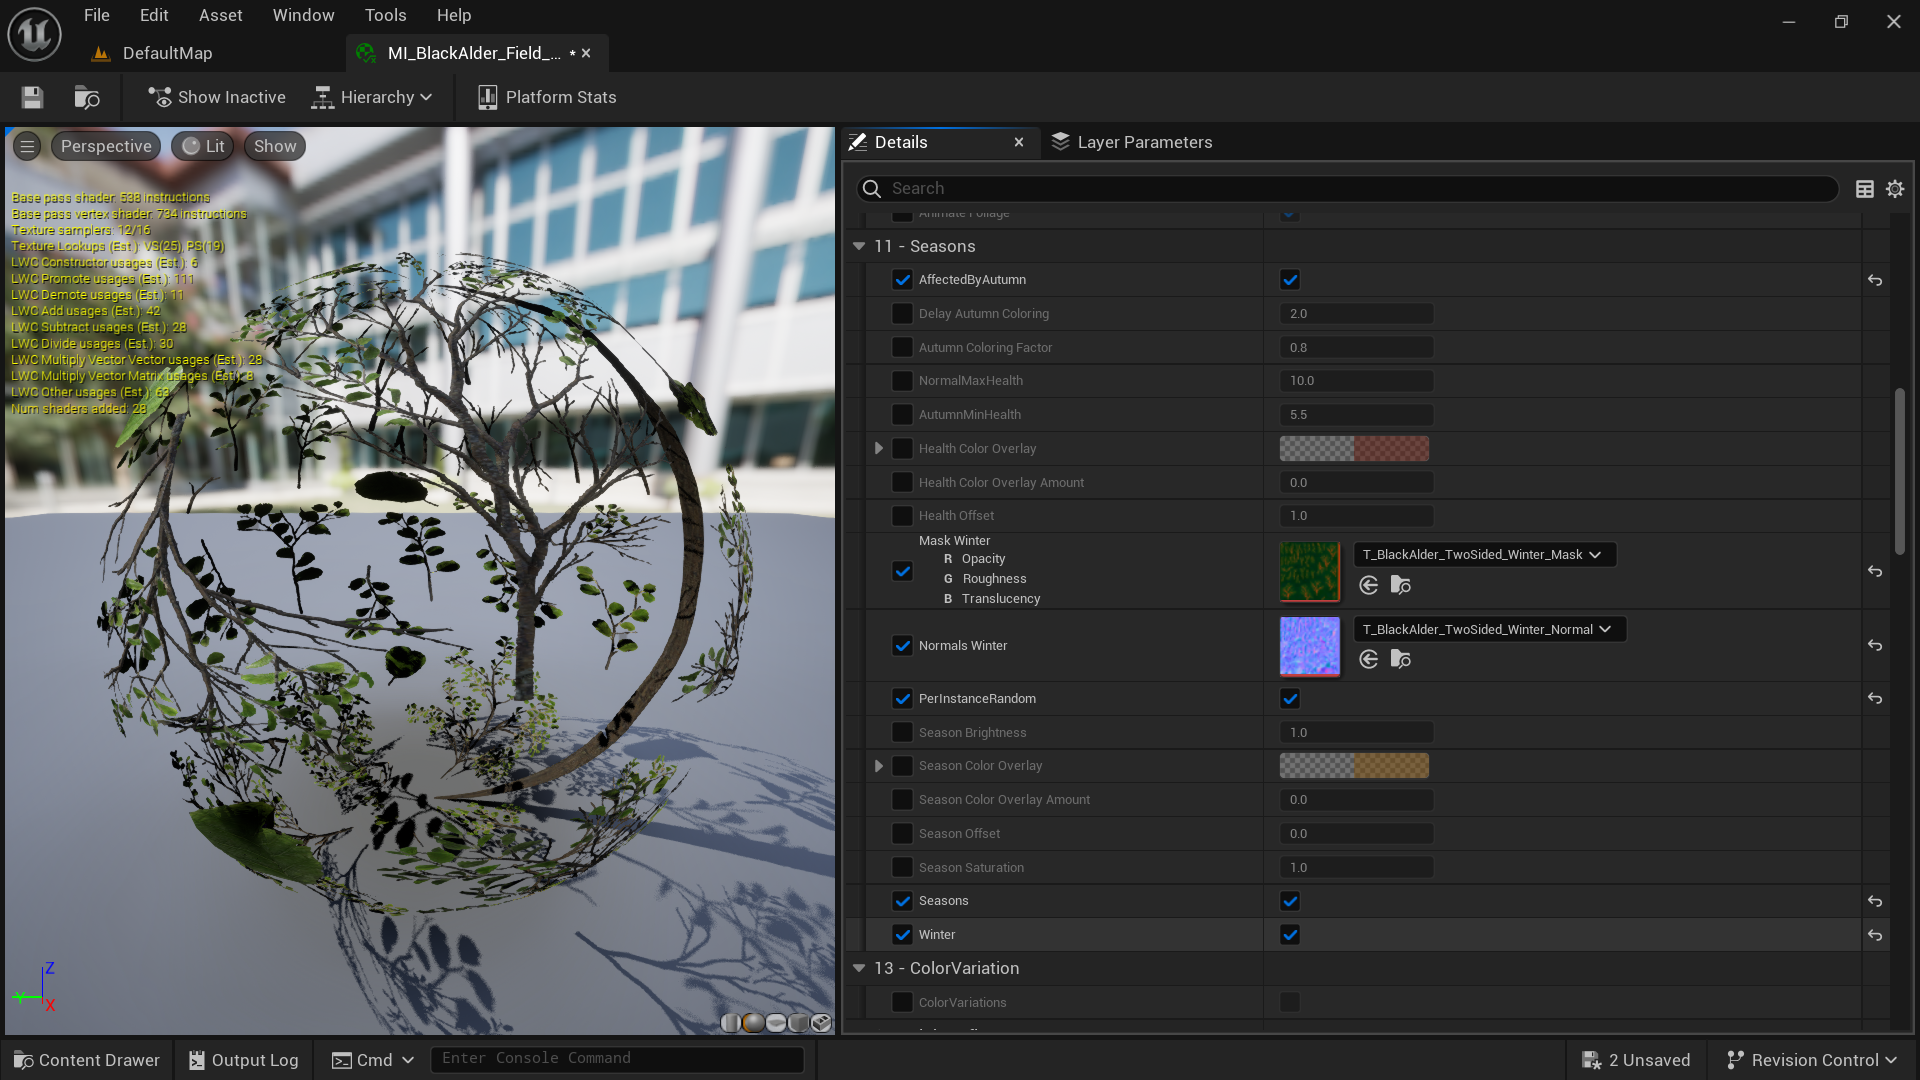 File Edit Asset Window Tools Help
DefaultMap
MI_BlackAlder_Field_... *
Show Inactive
Hierarchy
Platform Stats
Perspective
Lit
Show
Base pass shader: 538 instructions
Base pass vertex shader: 734 instructions
Texture samplers: 12/16
Texture Lookups (Est.): VS(25), PS(19)
LWC Constructor usages (Est.): 6
LWC Promote usages (Est.): 111
LWC Demote usages (Est.): 11
LWC Add usages (Est.): 42
LWC Subtract usages (Est.): 28
LWC Divide usages (Est.): 30
LWC Multiply Vector Vector usages (Est.): 28
LWC Multiply Vector Matrix usages (Est.): 8
LWC Other usages (Est.): 63
Num shaders added: 28
Z
Y
X
Details
Layer Parameters
Search
Animate Foliage
11 - Seasons
AffectedByAutumn
Delay Autumn Coloring 2.0
Autumn Coloring Factor 0.8
NormalMaxHealth 10.0
AutumnMinHealth 5.5
Health Color Overlay
Health Color Overlay Amount 0.0
Health Offset 1.0
Mask Winter
R Opacity
G Roughness
B Translucency
T_BlackAlder_TwoSided_Winter_Mask
Normals Winter
T_BlackAlder_TwoSided_Winter_Normal
PerInstanceRandom
Season Brightness 1.0
Season Color Overlay
Season Color Overlay Amount 0.0
Season Offset 0.0
Season Saturation 1.0
Seasons
Winter
13 - ColorVariation
ColorVariations
Content Drawer
Output Log
Cmd
Enter Console Command
2 Unsaved
Revision Control